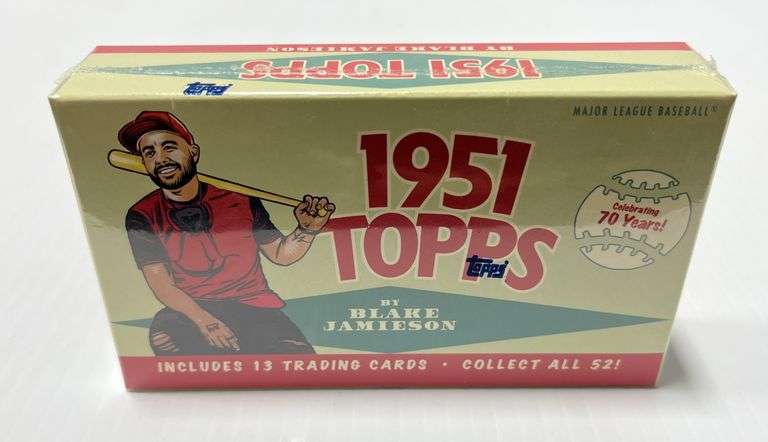 BY BLAKE JAMIESON
1951 TOPPS
Topps
MAJOR LEAGUE BASEBALL®
1951
TOPPS
Topps
Celebrating
70 Years!
BY
BLAKE
JAMIESON
INCLUDES 13 TRADING CARDS · COLLECT ALL 52!